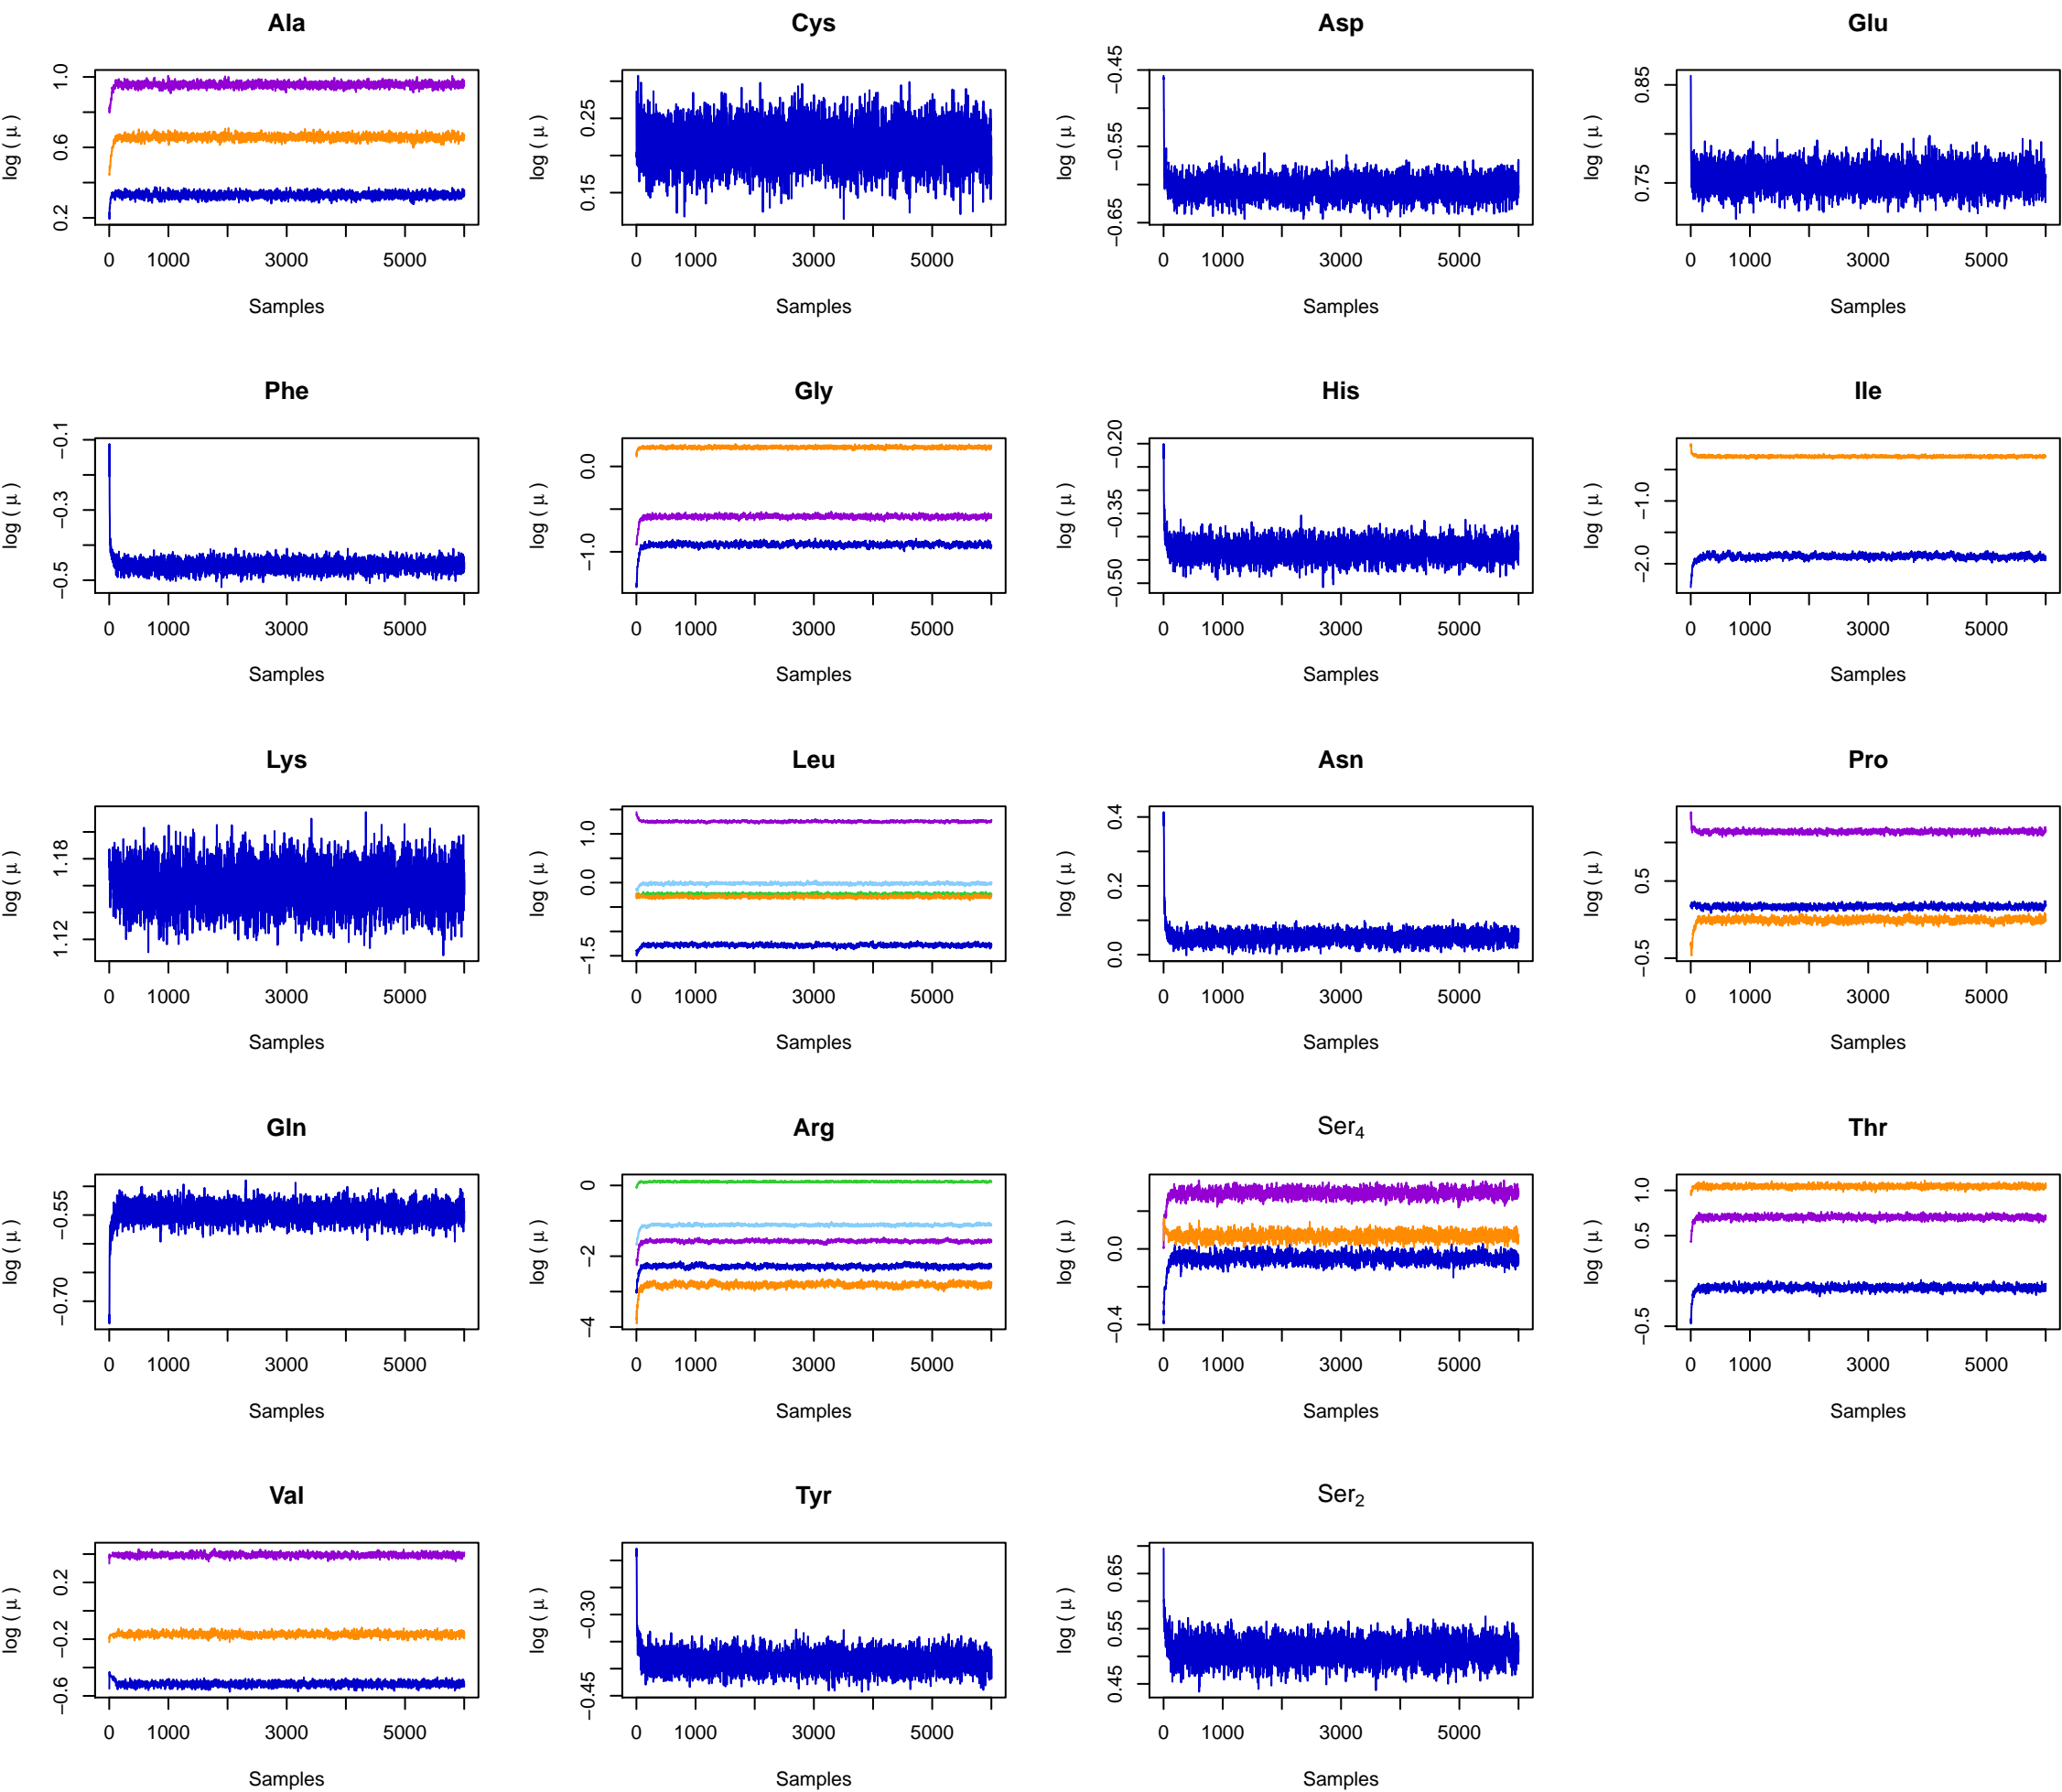 Ala
log ( μ )
0.2 0.6 1.0
0 1000 3000 5000
Samples
Cys
log ( μ )
0.15 0.25
0 1000 3000 5000
Samples
Asp
log ( μ )
−0.65 −0.55 −0.45
0 1000 3000 5000
Samples
Glu
log ( μ )
0.75 0.85
0 1000 3000 5000
Samples
Phe
log ( μ )
−0.5 −0.3 −0.1
0 1000 3000 5000
Samples
Gly
log ( μ )
−1.0 0.0
0 1000 3000 5000
Samples
His
log ( μ )
−0.50 −0.35 −0.20
0 1000 3000 5000
Samples
Ile
log ( μ )
−2.0 −1.0
0 1000 3000 5000
Samples
Lys
log ( μ )
1.12 1.18
0 1000 3000 5000
Samples
Leu
log ( μ )
−1.5 0.0 1.0
0 1000 3000 5000
Samples
Asn
log ( μ )
0.0 0.2 0.4
0 1000 3000 5000
Samples
Pro
log ( μ )
−0.5 0.5
0 1000 3000 5000
Samples
Gln
log ( μ )
−0.70 −0.55
0 1000 3000 5000
Samples
Arg
log ( μ )
−4 −2 0
0 1000 3000 5000
Samples
Ser4
log ( μ )
−0.4 0.0
0 1000 3000 5000
Samples
Thr
log ( μ )
−0.5 0.5 1.0
0 1000 3000 5000
Samples
Val
log ( μ )
−0.6 −0.2 0.2
0 1000 3000 5000
Samples
Tyr
log ( μ )
−0.45 −0.30
0 1000 3000 5000
Samples
Ser2
log ( μ )
0.45 0.55 0.65
0 1000 3000 5000
Samples